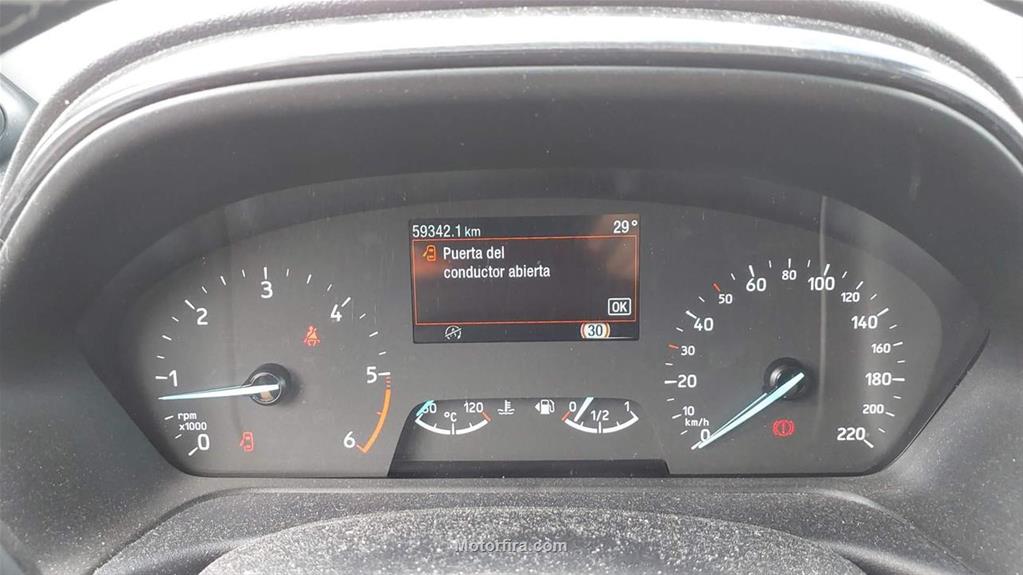 59342.1 km 29°
Puerta del
conductor abierta
OK
30
0 1 2 3 4 5 6
rpm
x1000
50 °C 120
0 1/2 1
0 10 20 30 40 50 60 80 100 120 140 160 180 200 220
km/h
Motorfira.com